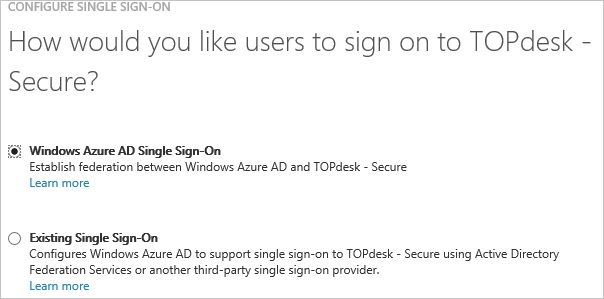 CONFIGURE SINGLE SIGN-ON
How would you like users to sign on to TOPdesk -
Secure?
Windows Azure AD Single Sign-On
Establish federation between Windows Azure AD and TOPdesk - Secure
Learn more
Existing Single Sign-On
Configures Windows Azure AD to support single sign-on to TOPdesk - Secure using Active Directory
Federation Services or another third-party single sign-on provider.
Learn more